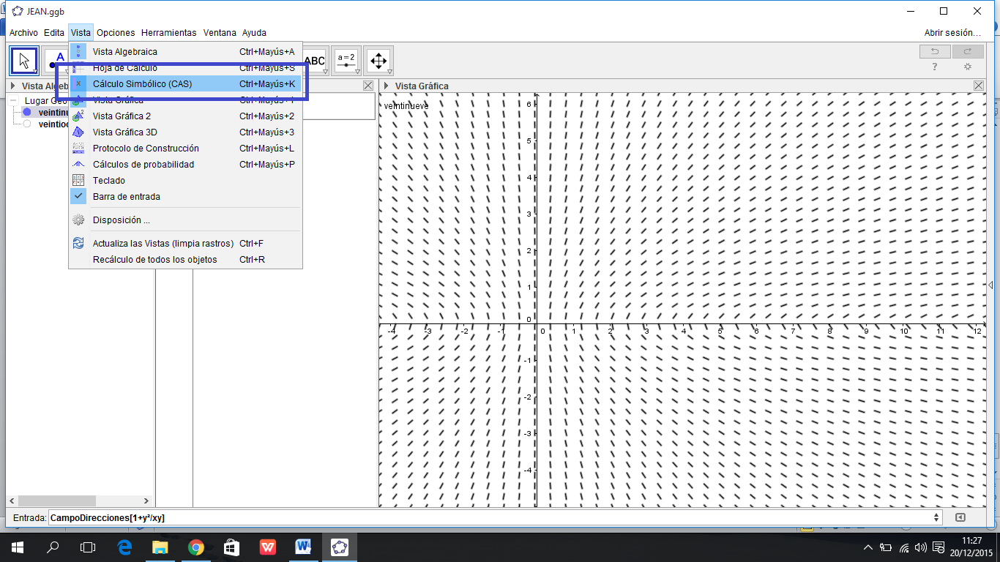 JEAN.ggb
Archivo Edita Vista Opciones Herramientas Ventana Ayuda
Abrir sesión...
A
ABC
a=2
?
Vista Algebraica Ctrl+Mayús+A
Hoja de Cálculo Ctrl+Mayús+S
Cálculo Simbólico (CAS) Ctrl+Mayús+K
Vista Gráfica Ctrl+Mayús+1
Vista Gráfica 2 Ctrl+Mayús+2
Vista Gráfica 3D Ctrl+Mayús+3
Protocolo de Construcción Ctrl+Mayús+L
Cálculos de probabilidad Ctrl+Mayús+P
Teclado
Barra de entrada
Disposición ...
Actualiza las Vistas (limpia rastros) Ctrl+F
Recálculo de todos los objetos Ctrl+R
Vista Alge
Lugar Geo
veintinu
veintioc
Vista Gráfica
veintinueve
6
5
4
3
2
1
0
-4 -3 -2 -1 0 1 2 3 4 5 6 7 8 9 10 11 12
-1
-2
-3
-4
Entrada: CampoDirecciones[1+y²/xy]
11:27
20/12/2015